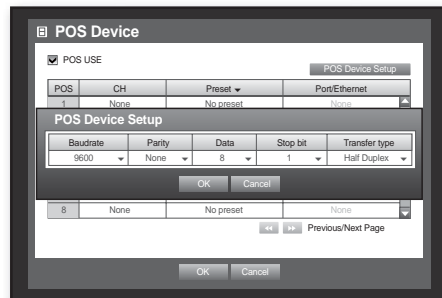 POS Device
POS USE
POS Device Setup
POS CH Preset Port/Ethernet
1 None No preset None
POS Device Setup
Baudrate Parity Data Stop bit Transfer type
9600 None 8 1 Half Duplex
OK Cancel
8 None No preset None
Previous/Next Page
OK Cancel